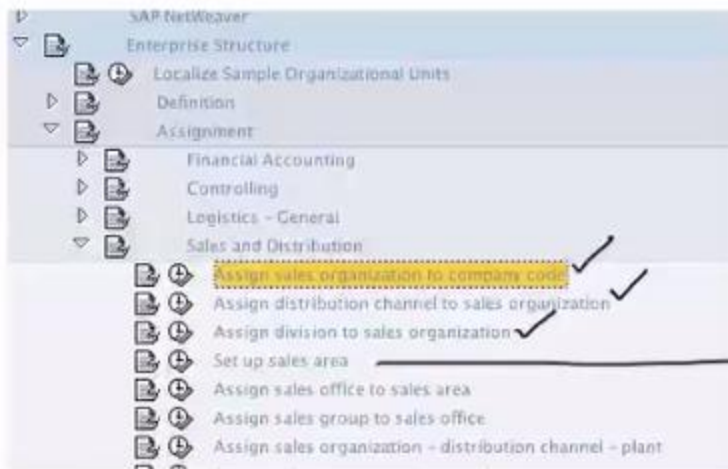 SAP NetWeaver
Enterprise Structure
Localize Sample Organizational Units
Definition
Assignment
Financial Accounting
Controlling
Logistics - General
Sales and Distribution
Assign sales organization to company code
Assign distribution channel to sales organization
Assign division to sales organization
Set up sales area
Assign sales office to sales area
Assign sales group to sales office
Assign sales organization - distribution channel - plant